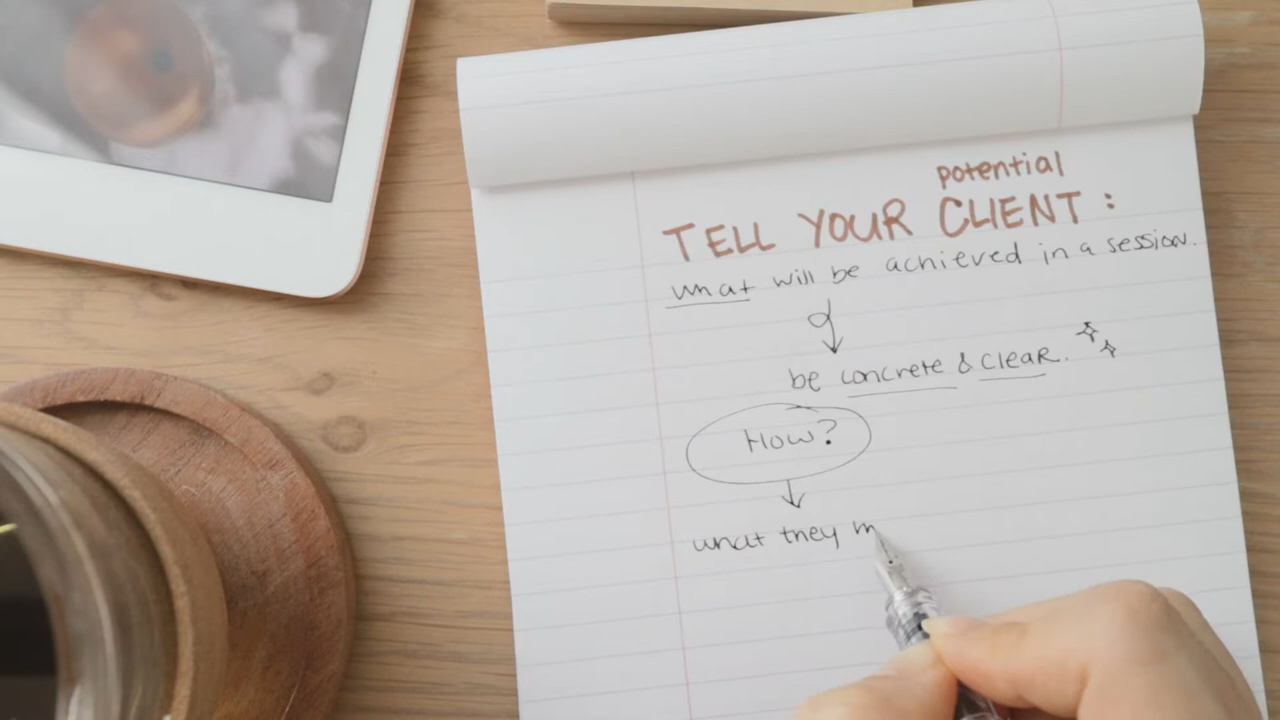 potential
TELL YOUR CLIENT :
what will be achieved in a session.
be concrete & clear.
How?
what they m